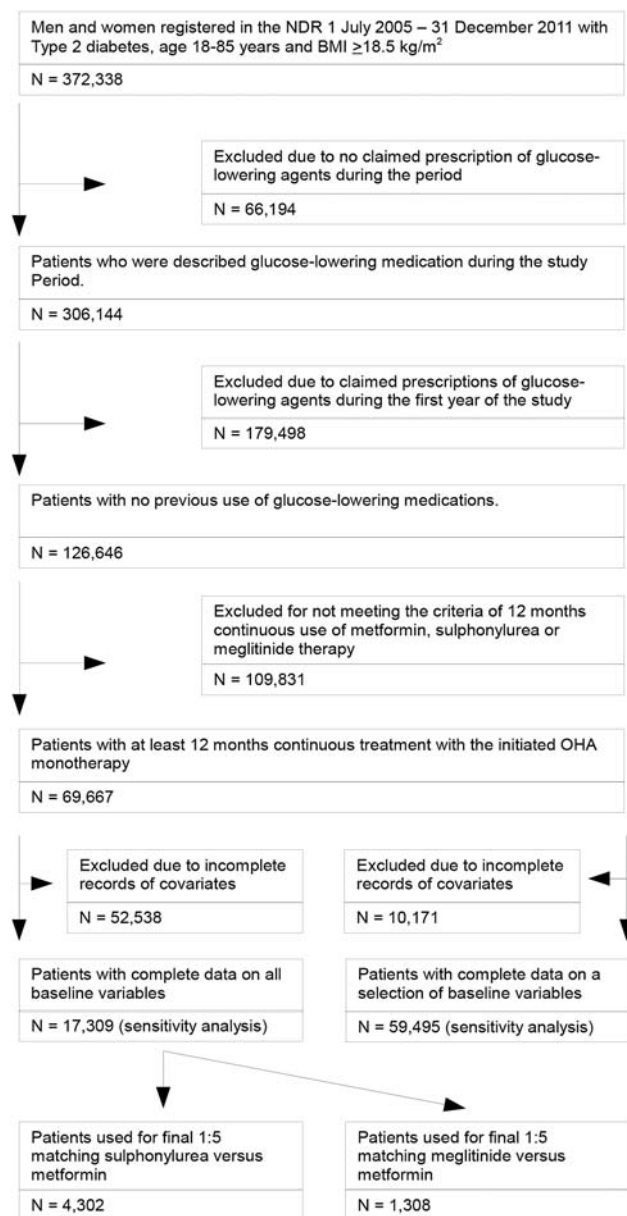 Men and women registered in the NDR 1 July 2005 – 31 December 2011 with
Type 2 diabetes, age 18-85 years and BMI ≥18.5 kg/m²
N = 372,338
Excluded due to no claimed prescription of glucose-
lowering agents during the period
N = 66,194
Patients who were described glucose-lowering medication during the study
Period.
N = 306,144
Excluded due to claimed prescriptions of glucose-
lowering agents during the first year of the study
N = 179,498
Patients with no previous use of glucose-lowering medications.
N = 126,646
Excluded for not meeting the criteria of 12 months
continuous use of metformin, sulphonylurea or
meglitinide therapy
N = 109,831
Patients with at least 12 months continuous treatment with the initiated OHA
monotherapy
N = 69,667
Excluded due to incomplete
records of covariates
N = 52,538
Excluded due to incomplete
records of covariates
N = 10,171
Patients with complete data on all
baseline variables
N = 17,309 (sensitivity analysis)
Patients with complete data on a
selection of baseline variables
N = 59,495 (sensitivity analysis)
Patients used for final 1:5
matching sulphonylurea versus
metformin
N = 4,302
Patients used for final 1:5
matching meglitinide versus
metformin
N = 1,308